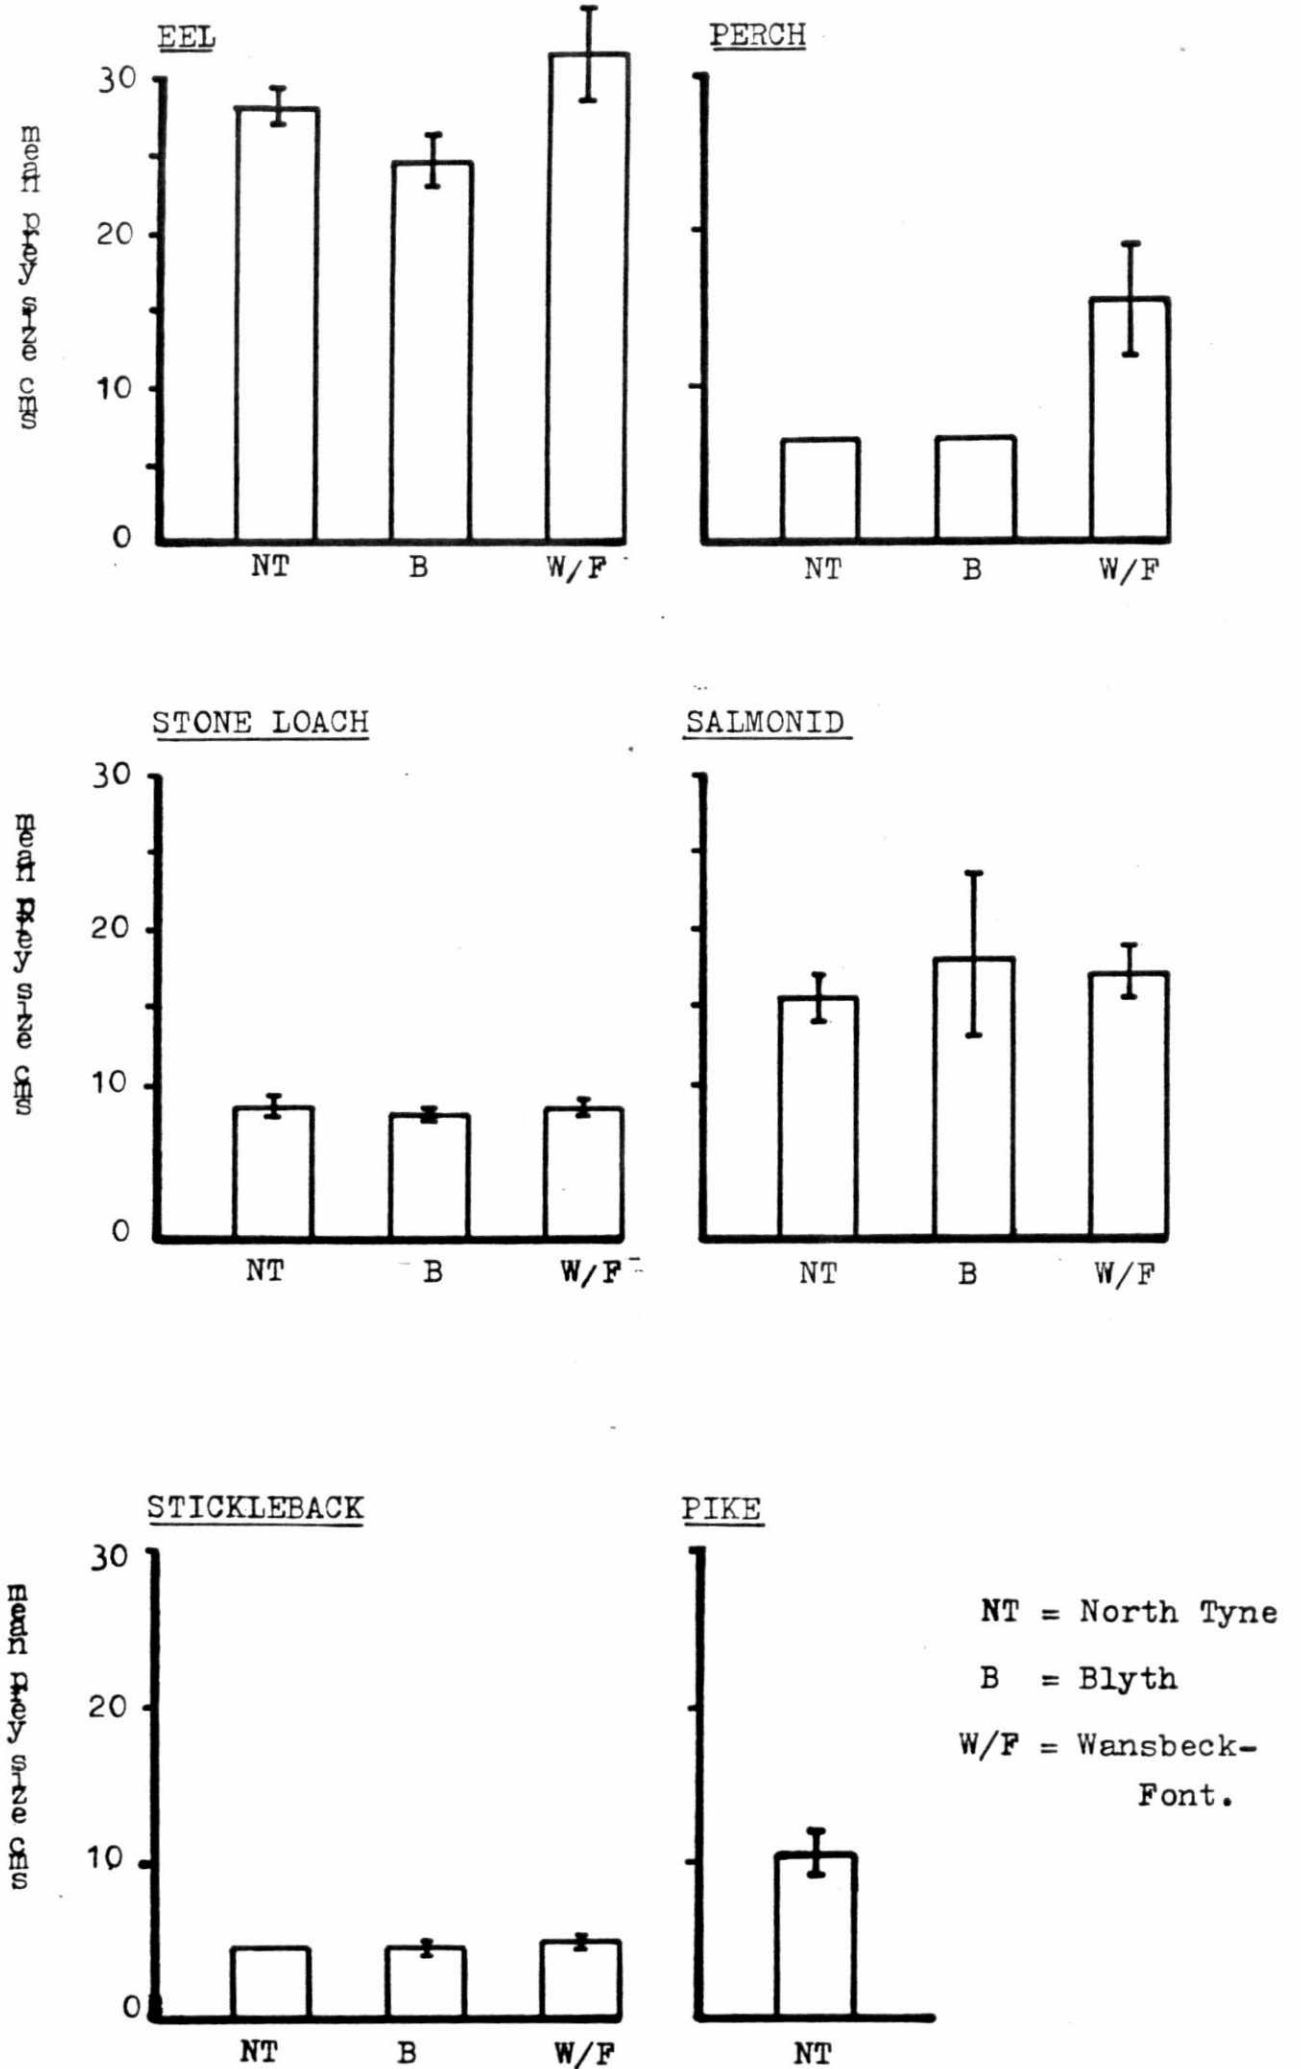 EEL
PERCH
mean prey size cms
30
20
10
0
NT B W/F
NT B W/F
STONE LOACH
SALMONID
mean prey size cms
30
20
10
0
NT B W/F
NT B W/F
STICKLEBACK
PIKE
mean prey size cms
30
20
10
0
NT B W/F
NT
NT = North Tyne
B = Blyth
W/F = Wansbeck-
Font.